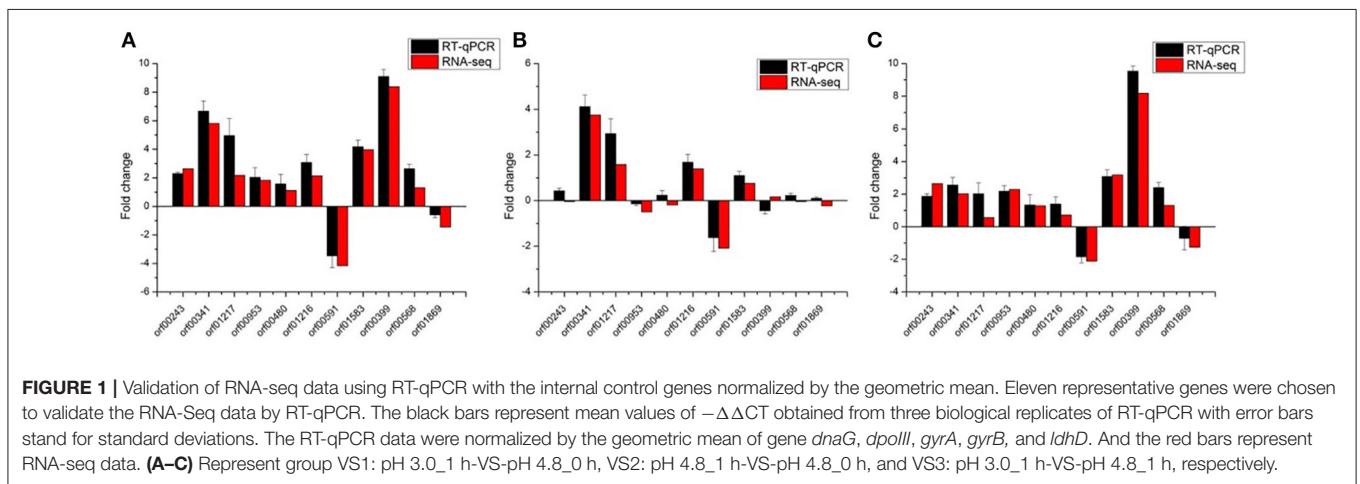 A
RT-qPCR
RNA-seq
Fold change
10
8
6
4
2
0
-2
-4
-6
orf00243
orf00341
orf01217
orf00953
orf00480
orf01216
orf00591
orf01583
orf00399
orf00568
orf01869
B
RT-qPCR
RNA-seq
Fold change
6
4
2
0
-2
-4
orf00243
orf00341
orf01217
orf00953
orf00480
orf01216
orf00591
orf01583
orf00399
orf00568
orf01869
C
RT-qPCR
RNA-seq
Fold change
10
8
6
4
2
0
-2
-4
orf00243
orf00341
orf01217
orf00953
orf00480
orf01216
orf00591
orf01583
orf00399
orf00568
orf01869
FIGURE 1 | Validation of RNA-seq data using RT-qPCR with the internal control genes normalized by the geometric mean. Eleven representative genes were chosen
to validate the RNA-Seq data by RT-qPCR. The black bars represent mean values of −ΔΔCT obtained from three biological replicates of RT-qPCR with error bars
stand for standard deviations. The RT-qPCR data were normalized by the geometric mean of gene dnaG, dpoIII, gyrA, gyrB, and ldhD. And the red bars represent
RNA-seq data. (A–C) Represent group VS1: pH 3.0_1 h-VS-pH 4.8_0 h, VS2: pH 4.8_1 h-VS-pH 4.8_0 h, and VS3: pH 3.0_1 h-VS-pH 4.8_1 h, respectively.